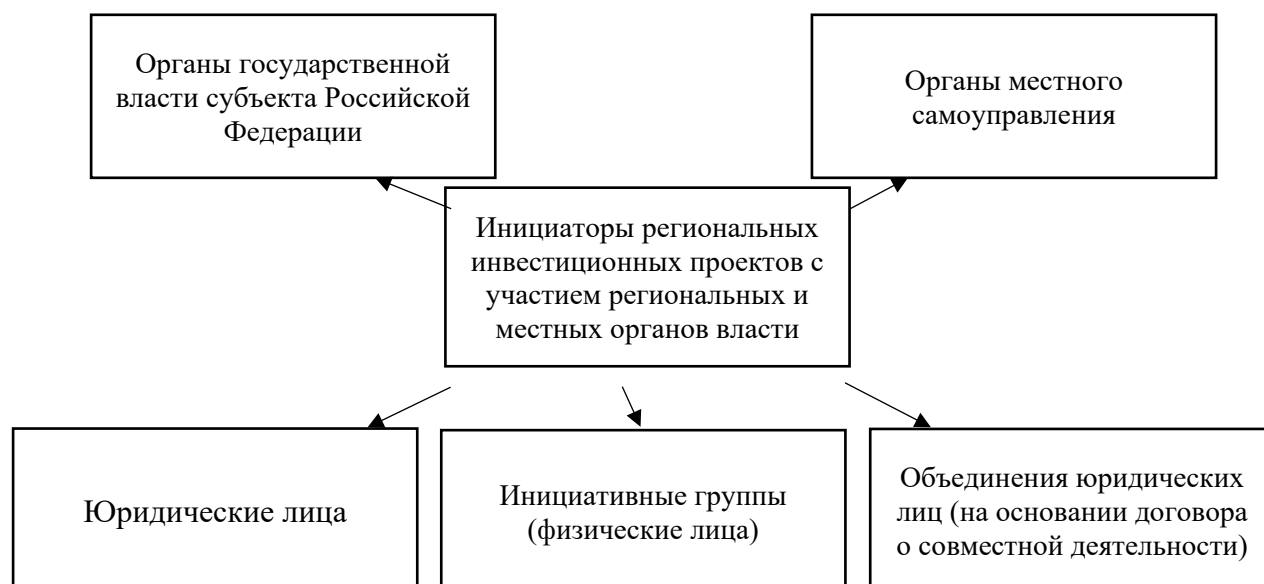 Органы государственной
власти субъекта Российской
Федерации
Органы местного
самоуправления
Инициаторы региональных
инвестиционных проектов с
участием региональных и
местных органов власти
Юридические лица
Инициативные группы
(физические лица)
Объединения юридических
лиц (на основании договора
о совместной деятельности)